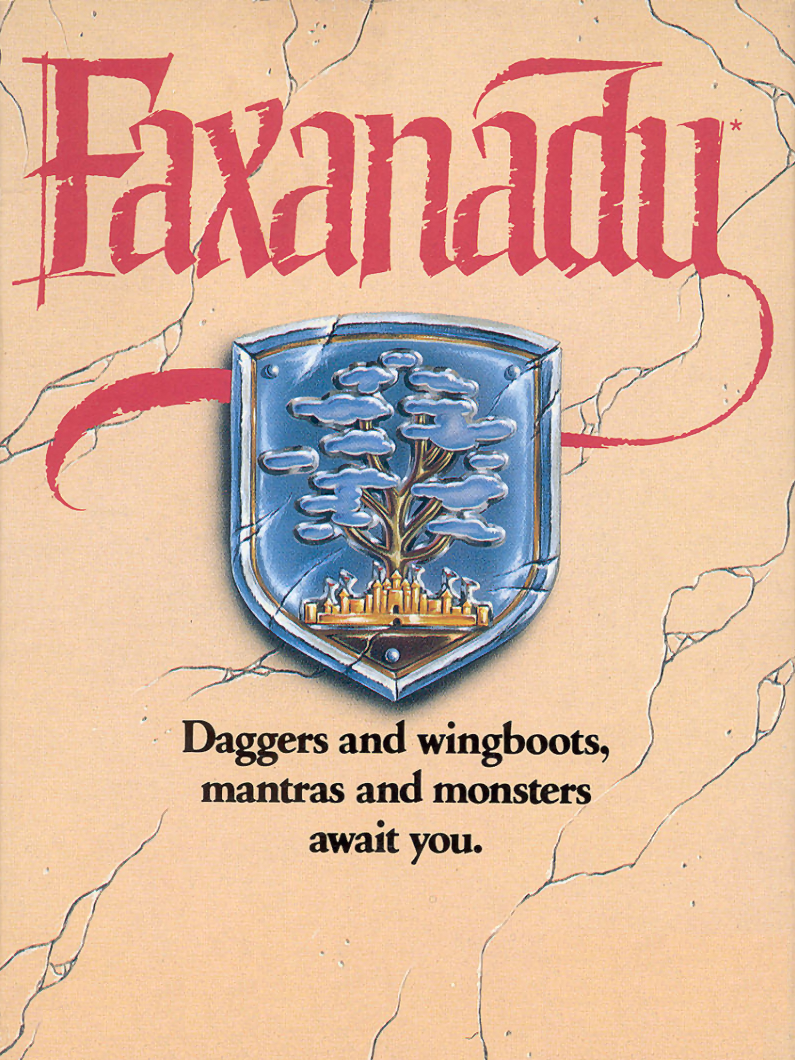 Faxanadu*
Daggers and wingboots,
mantras and monsters
await you.